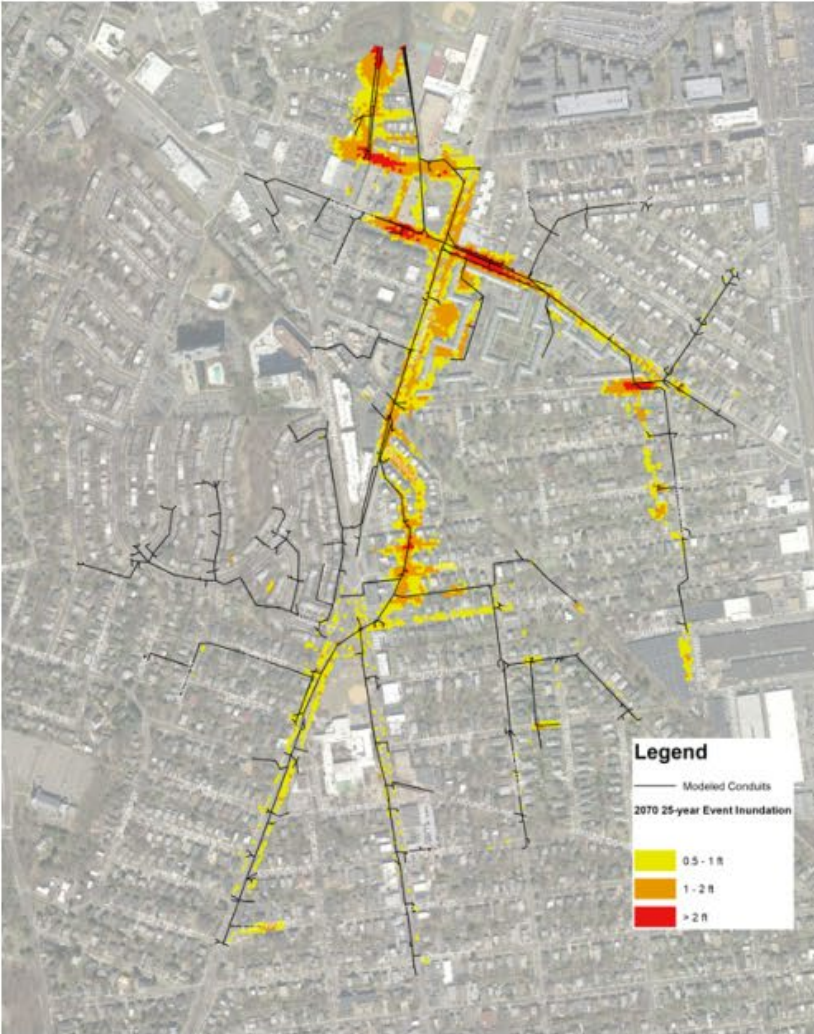 Legend
Modeled Conduits
2070 25-year Event Inundation
0.5 - 1 ft
1 - 2 ft
> 2 ft